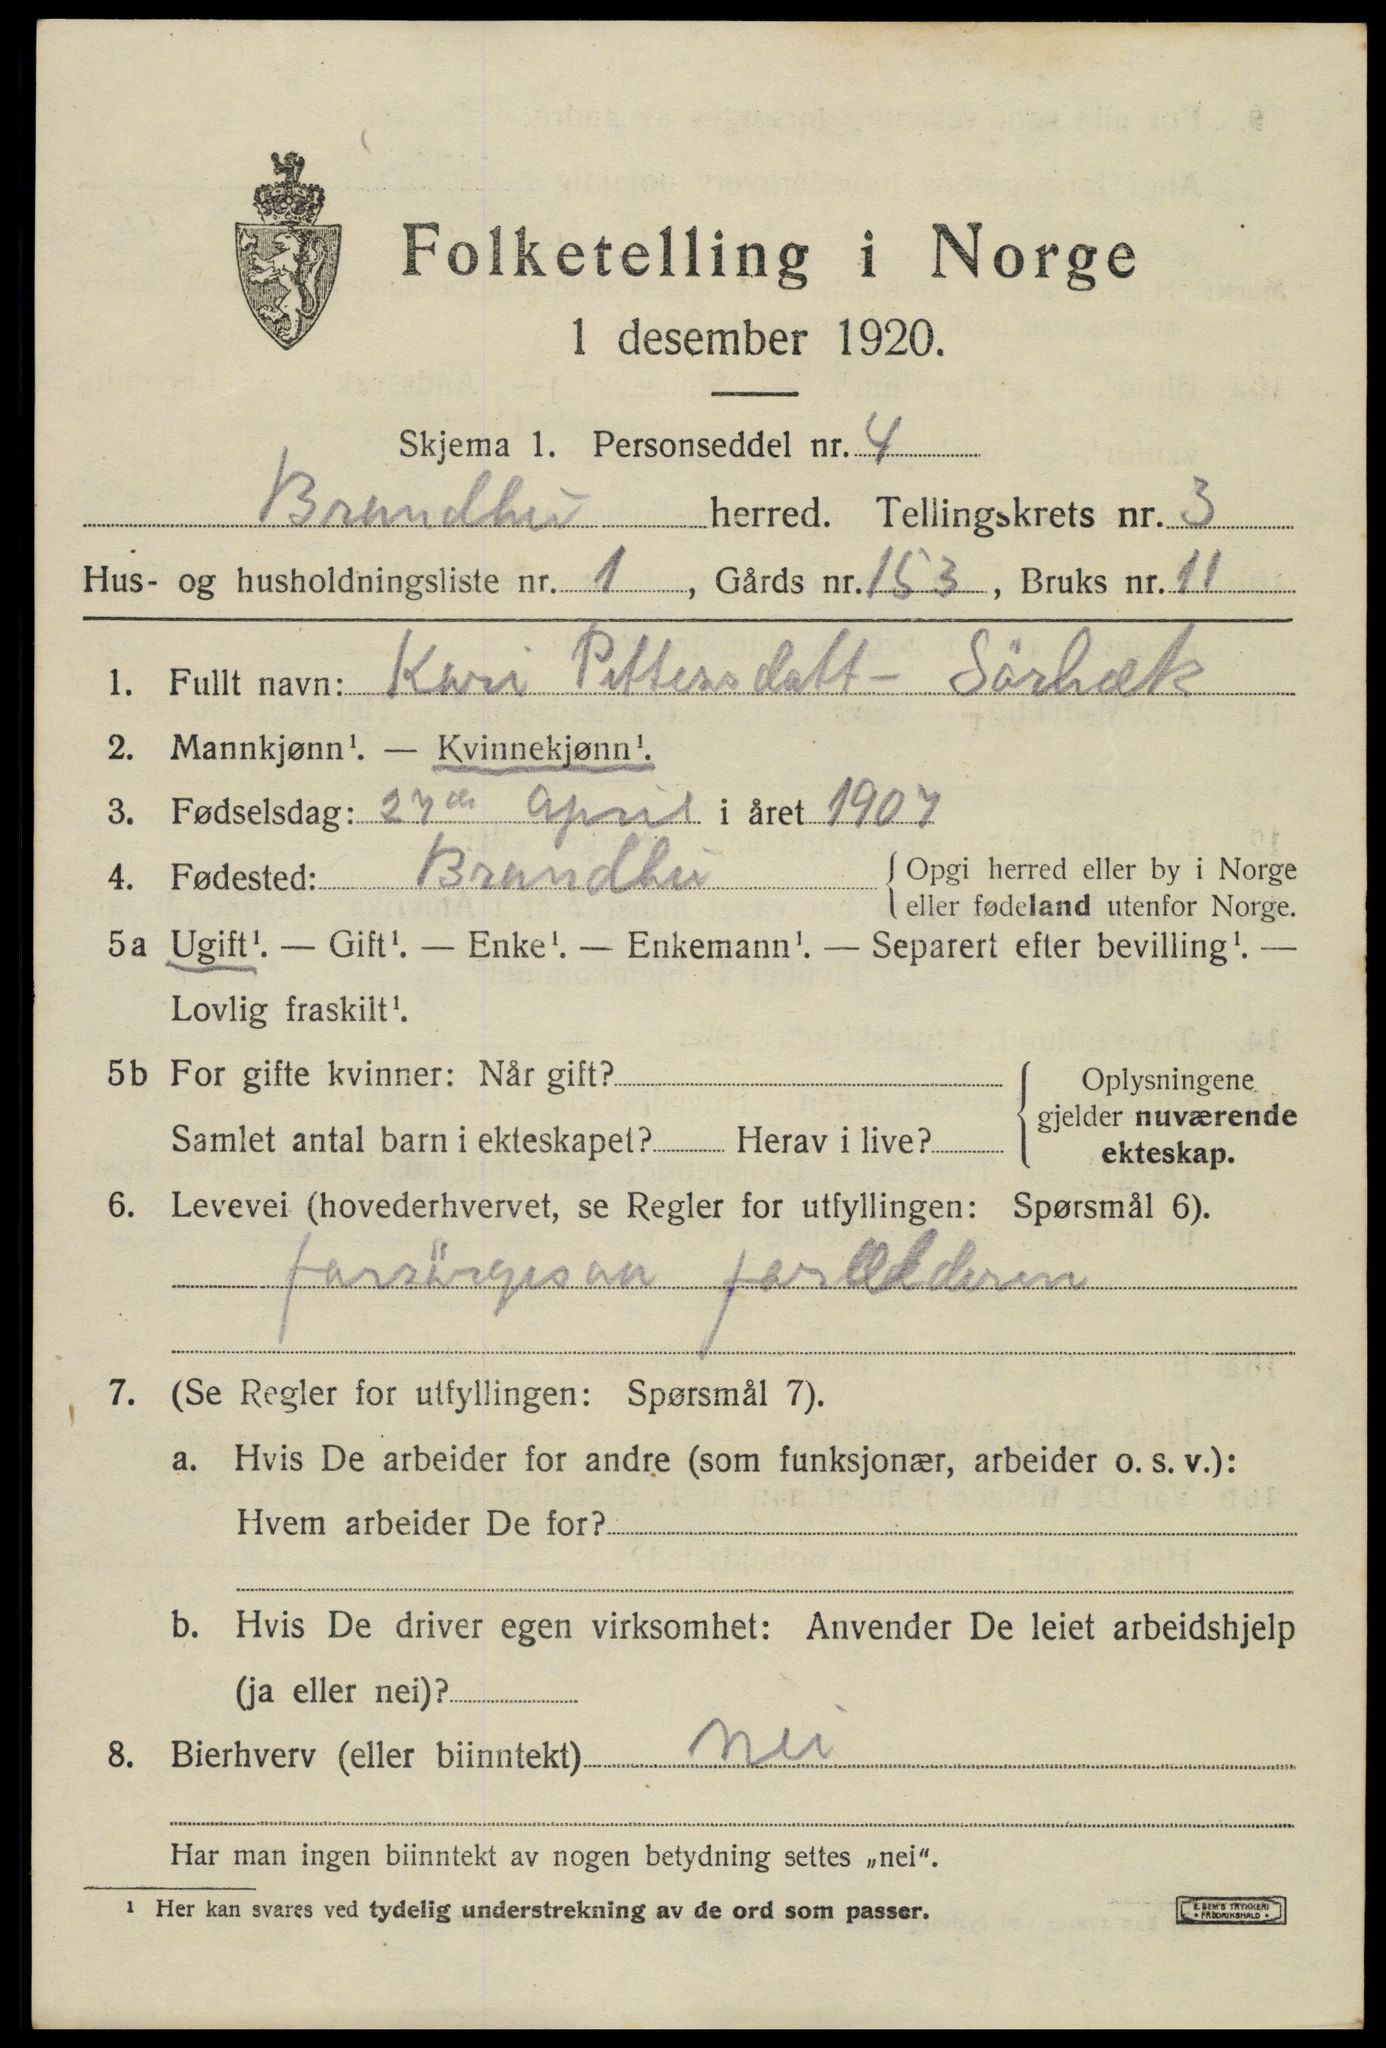 Folketelling i Norge
1 desember 1920.
Skjema 1. Personseddel nr. 4
Brandbu herred. Tellingskrets nr. 3
Hus- og husholdningsliste nr. 1, Gårds nr. 153, Bruks nr. 11
1. Fullt navn: Kari Pettersdatt- Sörbæk
2. Mannkjønn¹. — Kvinnekjønn¹.
3. Fødselsdag: 27de April i året 1907
4. Fødested: Brandbu {Opgi herred eller by i Norge
eller fødeland utenfor Norge.
5a Ugift¹. — Gift¹. — Enke¹. — Enkemann¹. — Separert efter bevilling¹. —
Lovlig fraskilt¹.
5b For gifte kvinner: Når gift? { Oplysningene
gjelder nuværende
Samlet antal barn i ekteskapet? Herav i live?
ekteskap.
6. Levevei (hovederhvervet, se Regler for utfyllingen: Spørsmål 6).
forsörges av forældrene
7. (Se Regler for utfyllingen: Spørsmål 7).
a. Hvis De arbeider for andre (som funksjonær, arbeider o. s. v.):
Hvem arbeider De for?
b. Hvis De driver egen virksomhet: Anvender De leiet arbeidshjelp
(ja eller nei)?
8. Bierhverv (eller biinntekt) nei
Har man ingen biinntekt av nogen betydning settes „nei“.
¹ Her kan svares ved tydelig understrekning av de ord som passer.
E. SEM'S TRYKKERI
• FREDRIKSHALD •